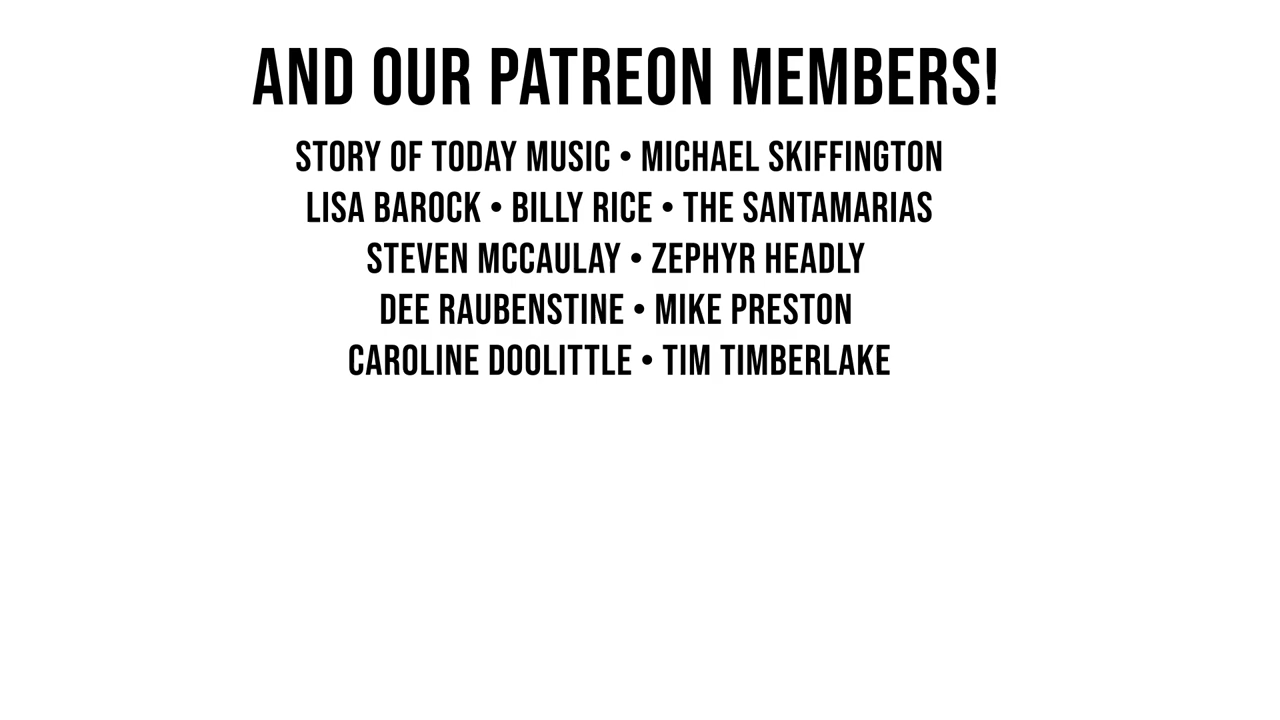 AND OUR PATREON MEMBERS!
STORY OF TODAY MUSIC • MICHAEL SKIFFINGTON
LISA BAROCK • BILLY RICE • THE SANTAMARIAS
STEVEN MCCAULAY • ZEPHYR HEADLY
DEE RAUBENSTINE • MIKE PRESTON
CAROLINE DOOLITTLE • TIM TIMBERLAKE